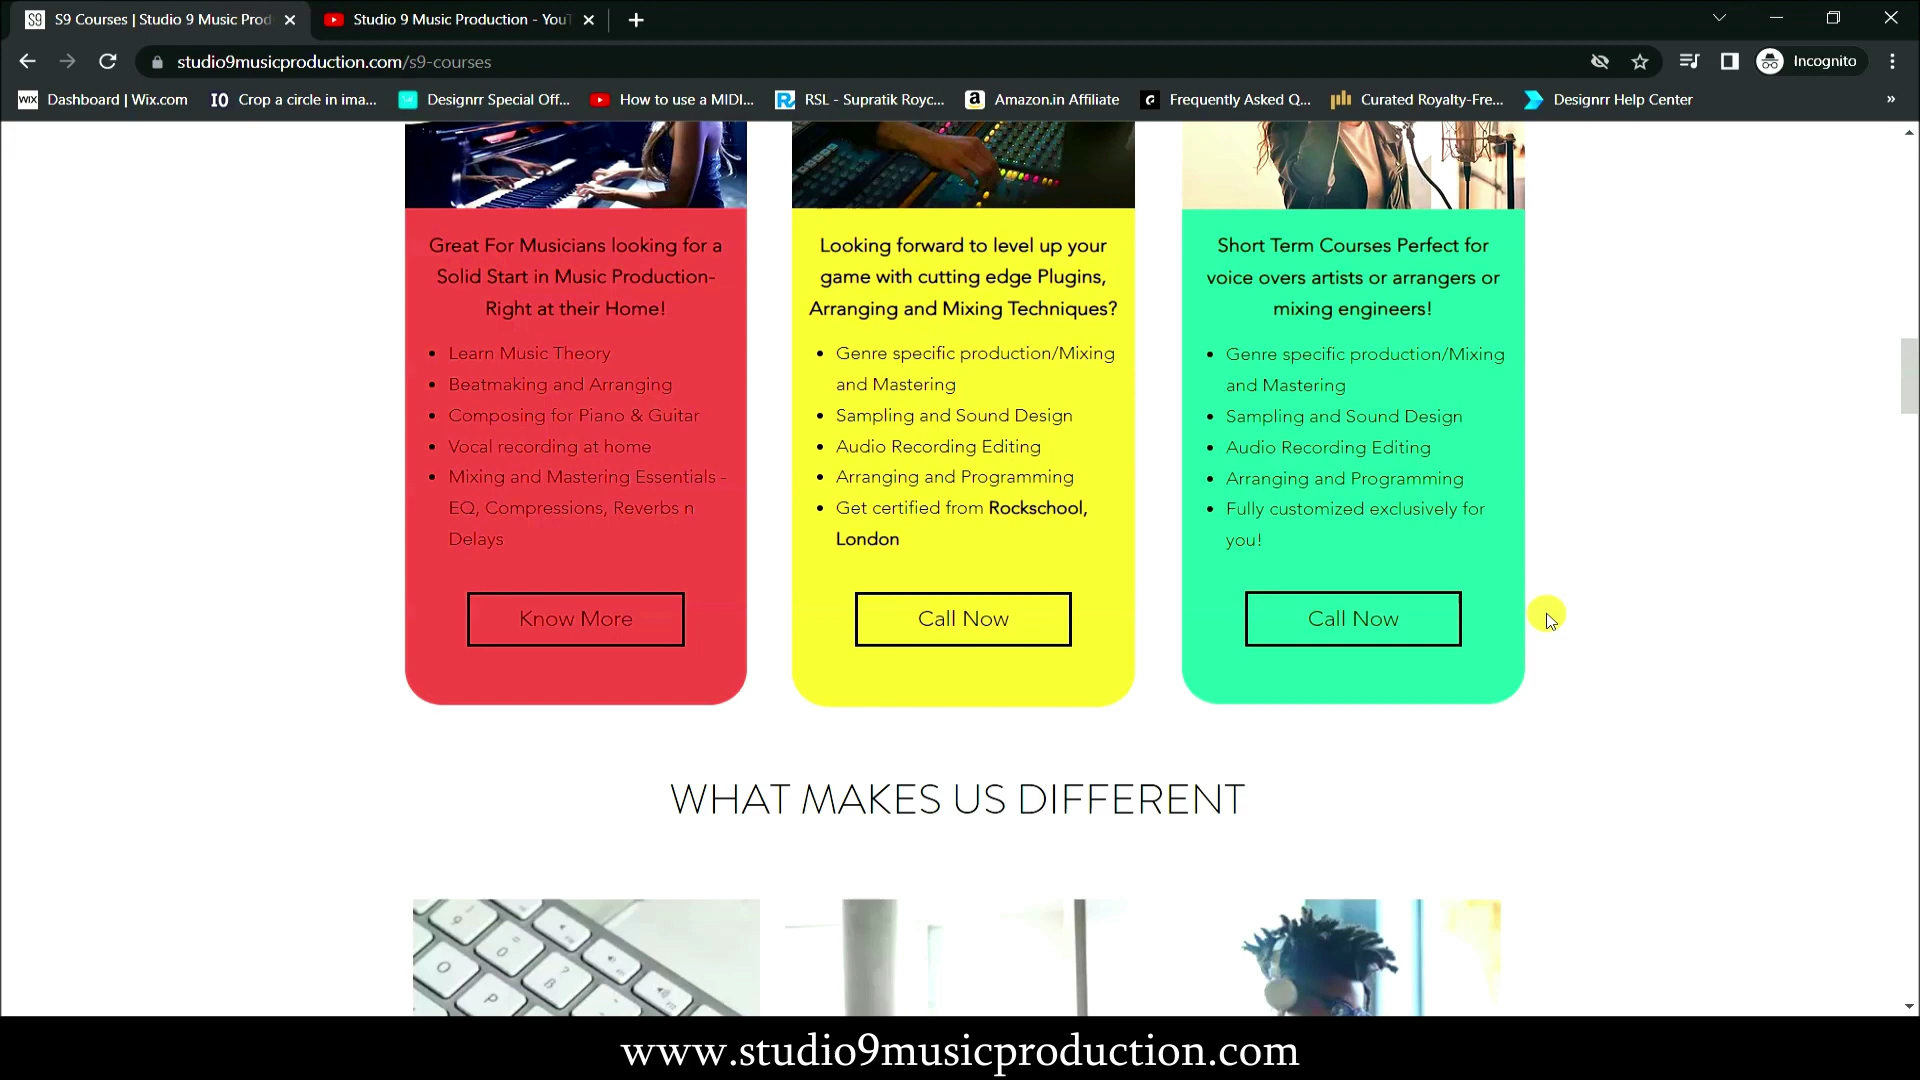 S9 Courses | Studio 9 Music Prod
Studio 9 Music Production - YouT
studio9musicproduction.com/s9-courses
Incognito
WIX
Dashboard | Wix.com
IO
Crop a circle in ima...
Designrr Special Off...
How to use a MIDI...
RSL - Supratik Royc...
Amazon.in Affiliate
Frequently Asked Q...
Curated Royalty-Fre...
Designrr Help Center
»
Great For Musicians looking for a
Solid Start in Music Production-
Right at their Home!
• Learn Music Theory
• Beatmaking and Arranging
• Composing for Piano & Guitar
• Vocal recording at home
• Mixing and Mastering Essentials -
EQ, Compressions, Reverbs n
Delays
Know More
Looking forward to level up your
game with cutting edge Plugins,
Arranging and Mixing Techniques?
• Genre specific production/Mixing
and Mastering
• Sampling and Sound Design
• Audio Recording Editing
• Arranging and Programming
• Get certified from Rockschool,
London
Call Now
Short Term Courses Perfect for
voice overs artists or arrangers or
mixing engineers!
• Genre specific production/Mixing
and Mastering
• Sampling and Sound Design
• Audio Recording Editing
• Arranging and Programming
• Fully customized exclusively for
you!
Call Now
WHAT MAKES US DIFFERENT
www.studio9musicproduction.com